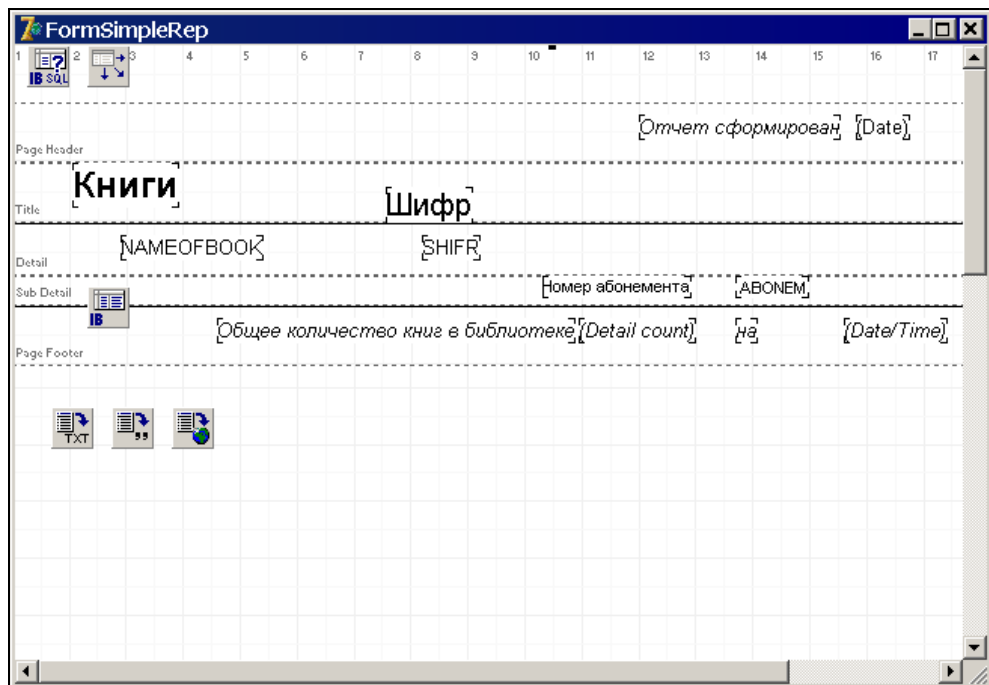 FormSimpleRep
1 2 3 4 5 6 7 8 9 10 11 12 13 14 15 16 17
IB SQL
Отчет сформирован (Date)
Page Header
Книги
Шифр
Title
NAMEOFBOOK SHIFR
Detail
Номер абонемента ABONEM
Sub Detail
IB
Общее количество книг в библиотеке (Detail count) на (Date/Time)
Page Footer
TXT